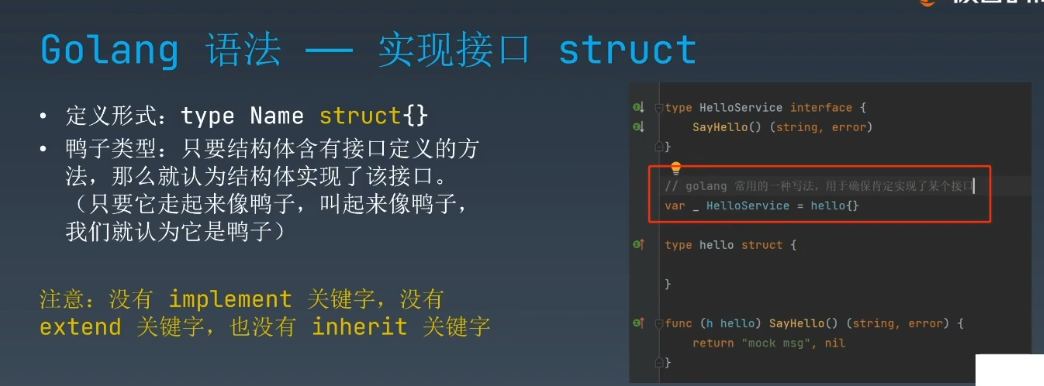 Golang 语法 —— 实现接口 struct
• 定义形式：type Name struct{}
• 鸭子类型：只要结构体含有接口定义的方
法，那么就认为结构体实现了该接口。
（只要它走起来像鸭子，叫起来像鸭子，
我们就认为它是鸭子）
注意：没有 implement 关键字，没有
extend 关键字，也没有 inherit 关键字
type HelloService interface {
SayHello() (string, error)
}
// golang 常用的一种写法，用于确保肯定实现了某个接口
var _ HelloService = hello{}
type hello struct {
}
func (h hello) SayHello() (string, error) {
return "mock msg", nil
}